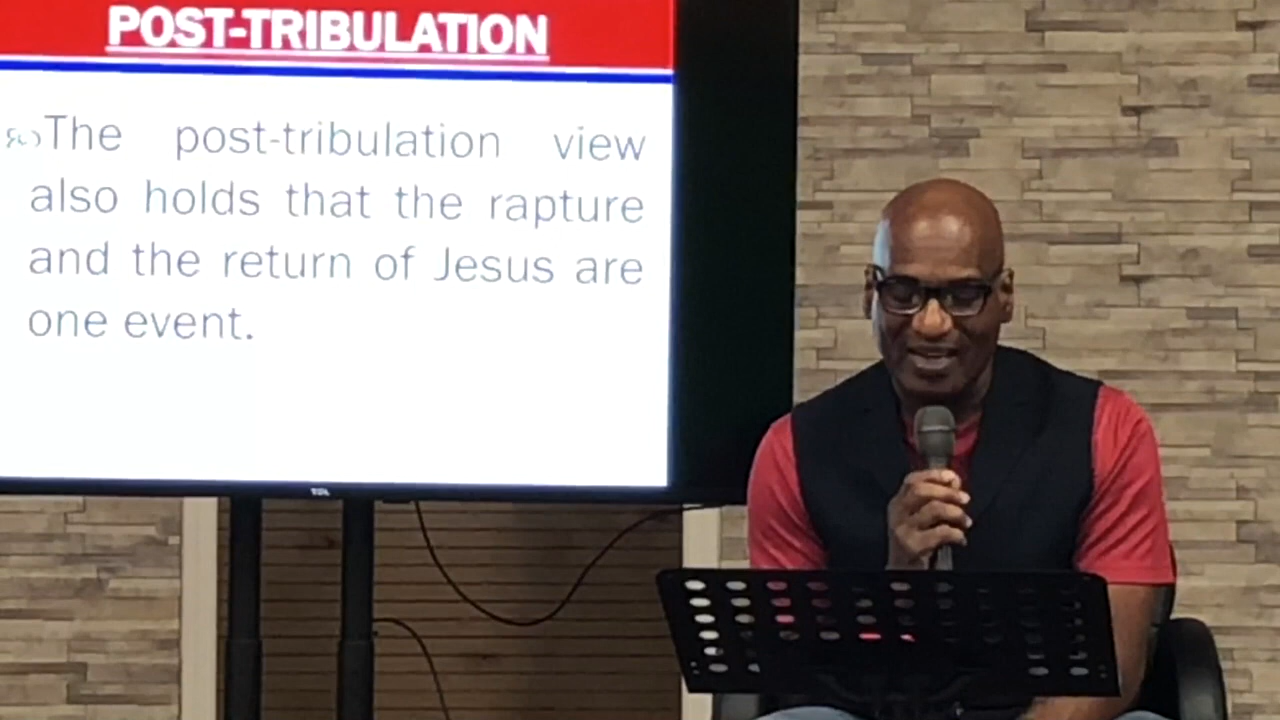 POST-TRIBULATION
The post-tribulation view
also holds that the rapture
and the return of Jesus are
one event.
TCL